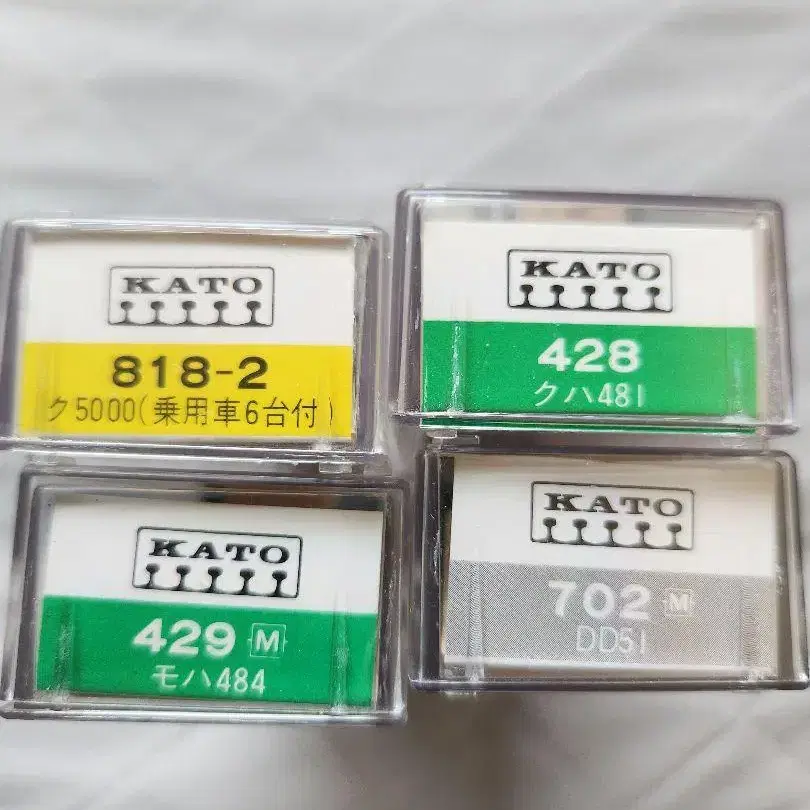 KATO
818-2
ク5000(乗用車6台付)
KATO
428
クハ481
KATO
429 M
モハ484
KATO
702 M
DD51